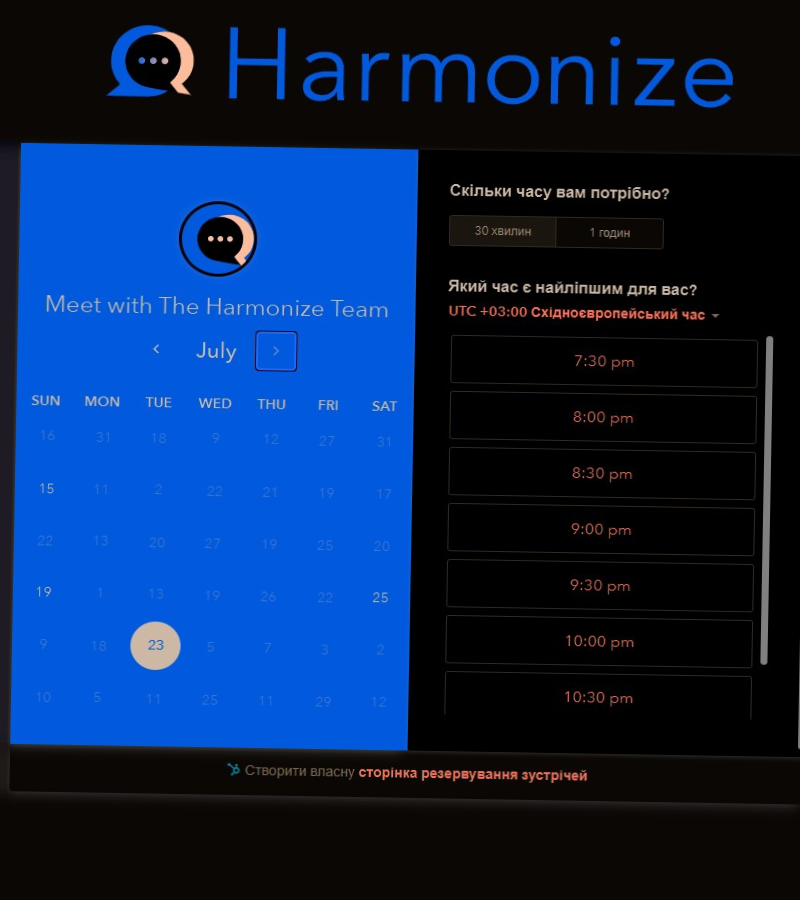 Harmonize
Meet with The Harmonize Team
July
SUN MON TUE WED THU FRI SAT
16 31 18 9 12 27 31
15 11 2 22 21 19 17
22 13 20 27 19 25 20
19 1 13 19 26 22 25
9 18 23 5 7 3 2
10 5 11 25 11 29 12
Скільки часу вам потрібно?
30 хвилин 1 годин
Який час є найліпшим для вас?
UTC +03:00 Східноєвропейський час
7:30 pm
8:00 pm
8:30 pm
9:00 pm
9:30 pm
10:00 pm
10:30 pm
Створити власну сторінка резервування зустрічей